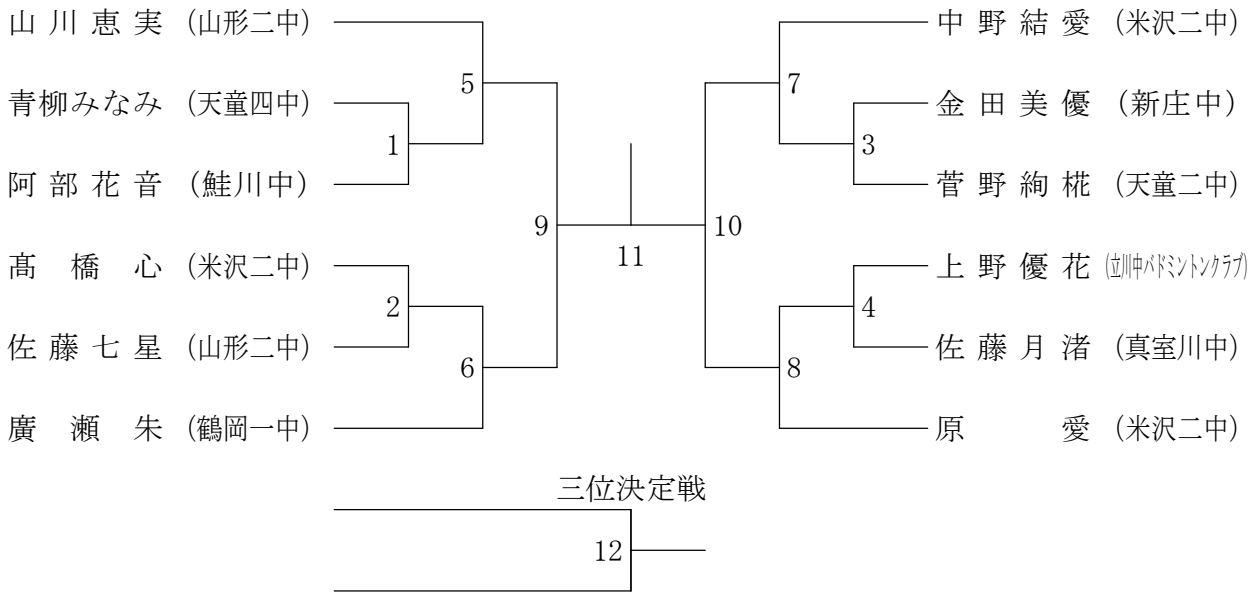 山川恵実 (山形二中)
5
青柳みなみ (天童四中)
1
阿部花音 (鮭川中)
9
髙橋心 (米沢二中)
2
佐藤七星 (山形二中)
6
廣瀬朱 (鶴岡一中)
11
中野結愛 (米沢二中)
7
金田美優 (新庄中)
3
菅野絢椛 (天童二中)
10
上野優花 (立川中バドミントンクラブ)
4
佐藤月渚 (真室川中)
8
原愛 (米沢二中)
三位決定戦
12